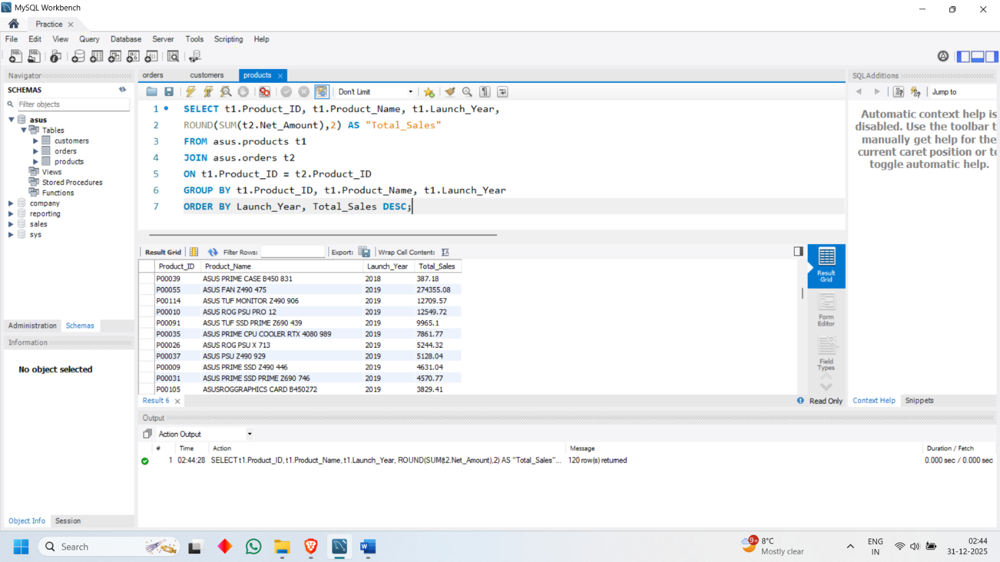 MySQL Workbench
Practice
File Edit View Query Database Server Tools Scripting Help
Navigator
SCHEMAS
Filter objects
asus
Tables
customers
orders
products
Views
Stored Procedures
Functions
company
reporting
sales
sys
Administration Schemas
Information
No object selected
Object Info Session
orders customers products
Don't Limit
1 SELECT t1.Product_ID, t1.Product_Name, t1.Launch_Year,
2 ROUND(SUM(t2.Net_Amount),2) AS "Total_Sales"
3 FROM asus.products t1
4 JOIN asus.orders t2
5 ON t1.Product_ID = t2.Product_ID
6 GROUP BY t1.Product_ID, t1.Product_Name, t1.Launch_Year
7 ORDER BY Launch_Year, Total_Sales DESC;
Result Grid Filter Rows: Export: Wrap Cell Content:
Product_ID Product_Name Launch_Year Total_Sales
P00039 ASUS PRIME CASE B450 831 2018 387.18
P00055 ASUS FAN Z490 475 2019 274355.08
P00114 ASUS TUF MONITOR Z490 906 2019 12709.57
P00010 ASUS ROG PSU PRO 12 2019 12549.72
P00091 ASUS TUF SSD PRIME Z690 439 2019 9965.1
P00035 ASUS PRIME CPU COOLER RTX 4080 989 2019 7861.77
P00026 ASUS ROG PSU X 713 2019 5244.32
P00037 ASUS PSU Z490 929 2019 5128.04
P00009 ASUS PRIME SSD Z490 446 2019 4631.04
P00031 ASUS PRIME SSD PRIME Z690 746 2019 4570.77
P00105 ASUSROGGRAPHICS CARD B450272 2019 3829.41
Result Grid
Form Editor
Field Types
Result 6
Read Only
SQLAdditions
Jump to
Automatic context help is
disabled. Use the toolbar t
manually get help for the
current caret position or to
toggle automatic help.
Context Help Snippets
Output
Action Output
# Time Action Message Duration / Fetch
1 02:44:28 SELECT t1.Product_ID, t1.Product_Name, t1.Launch_Year, ROUND(SUM(t2.Net_Amount),2) AS "Total_Sales"... 120 row(s) returned 0.000 sec / 0.000 sec
Search
9+
8°C
Mostly clear
ENG
IN
02:44
31-12-2025